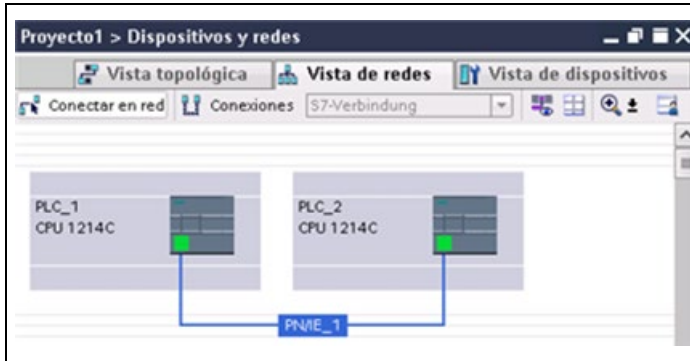 Proyecto1 > Dispositivos y redes
Vista topológica Vista de redes Vista de dispositivos
Conectar en red Conexiones S7-Verbindung
PLC_1 PLC_2
CPU 1214C CPU 1214C
PN/IE_1